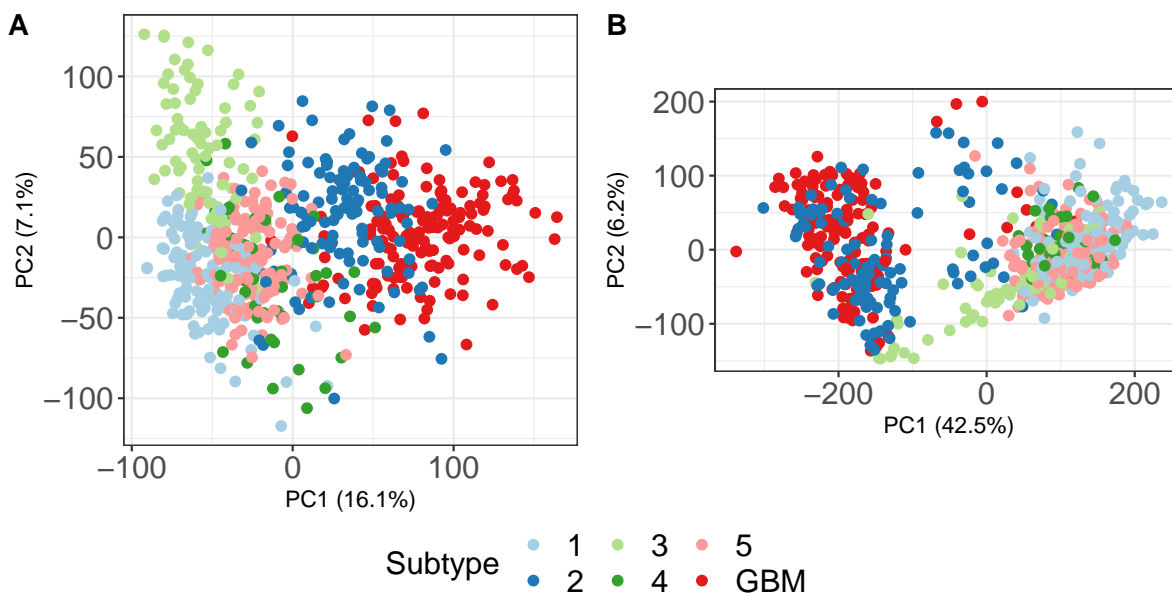 A
PC2 (7.1%)
100
50
0
−50
−100
−100 0 100
PC1 (16.1%)
B
PC2 (6.2%)
200
100
0
−100
−200 0 200
PC1 (42.5%)
Subtype
1 3 5
2 4 GBM